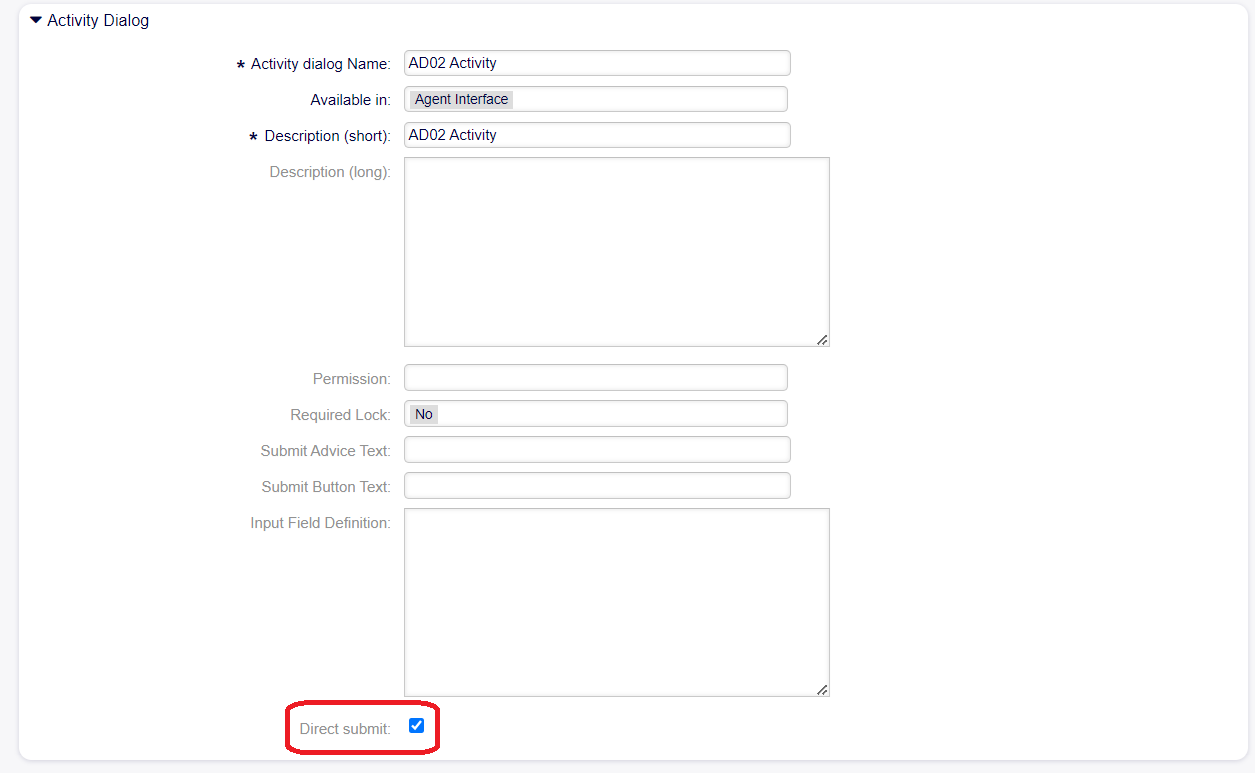 Activity Dialog
* Activity dialog Name: AD02 Activity
Available in: Agent Interface
* Description (short): AD02 Activity
Description (long):
Permission:
Required Lock: No
Submit Advice Text:
Submit Button Text:
Input Field Definition:
Direct submit: